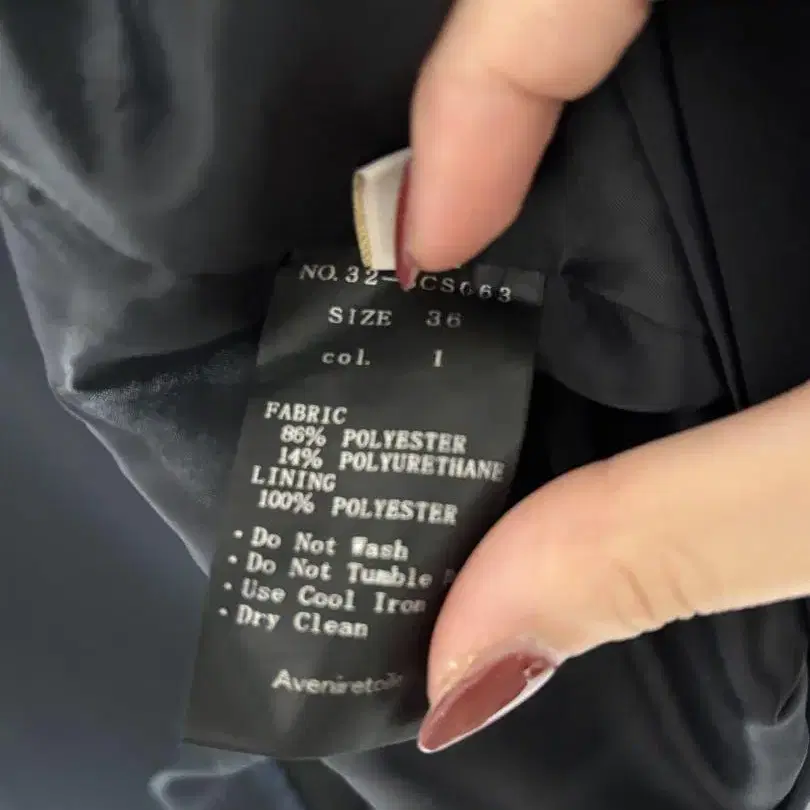 SIZE 36
col. 1
FABRIC
86% POLYESTER
14% POLYURETHANE
LINING
100% POLYESTER
・Do Not Wash
・Do Not Tumble
・Use Cool Iron
・Dry Clean